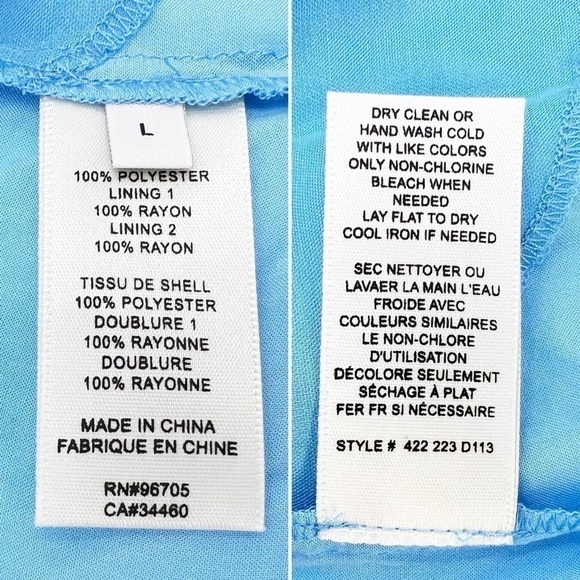 L
100% POLYESTER
LINING 1
100% RAYON
LINING 2
100% RAYON
TISSU DE SHELL
100% POLYESTER
DOUBLURE 1
100% RAYONNE
DOUBLURE
100% RAYONNE
MADE IN CHINA
FABRIQUE EN CHINE
RN#96705
CA#34460
DRY CLEAN OR
HAND WASH COLD
WITH LIKE COLORS
ONLY NON-CHLORINE
BLEACH WHEN
NEEDED
LAY FLAT TO DRY
COOL IRON IF NEEDED
SEC NETTOYER OU
LAVAER LA MAIN L'EAU
FROIDE AVEC
COULEURS SIMILAIRES
LE NON-CHLORE
D'UTILISATION
DÉCOLORE SEULEMENT
SÉCHAGE À PLAT
FER FR SI NÉCESSAIRE
STYLE # 422 223 D113